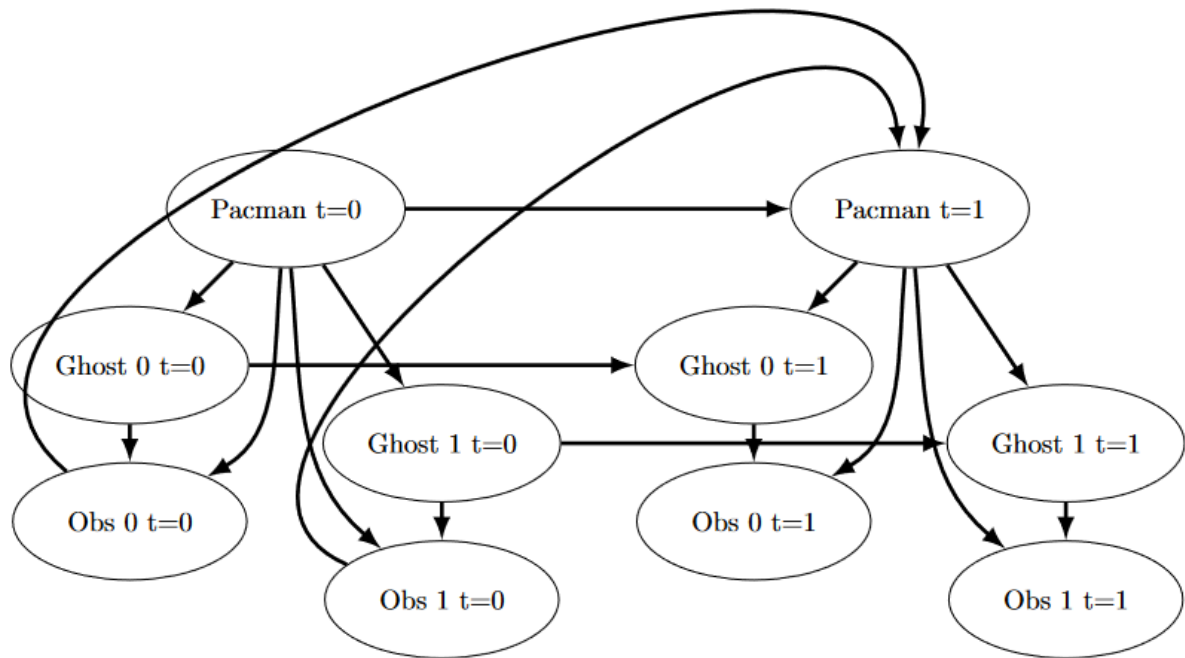 Pacman t=0
Pacman t=1
Ghost 0 t=0
Ghost 0 t=1
Ghost 1 t=0
Ghost 1 t=1
Obs 0 t=0
Obs 0 t=1
Obs 1 t=0
Obs 1 t=1